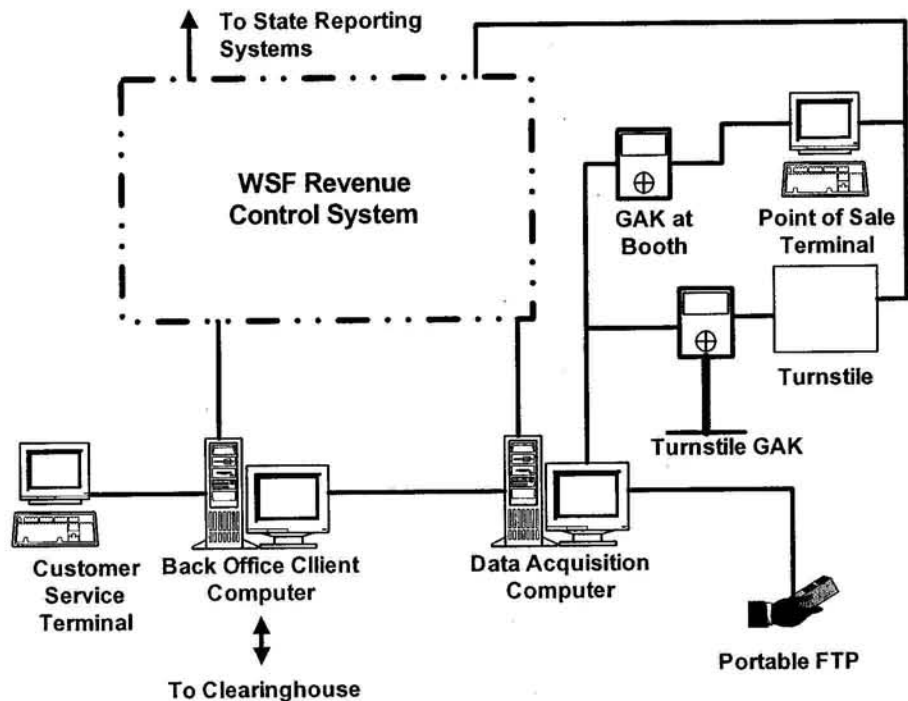 To State Reporting
Systems
WSF Revenue
Control System
GAK at
Booth
Point of Sale
Terminal
Turnstile
Turnstile GAK
Customer
Service
Terminal
Back Office Cllient
Computer
Data Acquisition
Computer
Portable FTP
To Clearinghouse